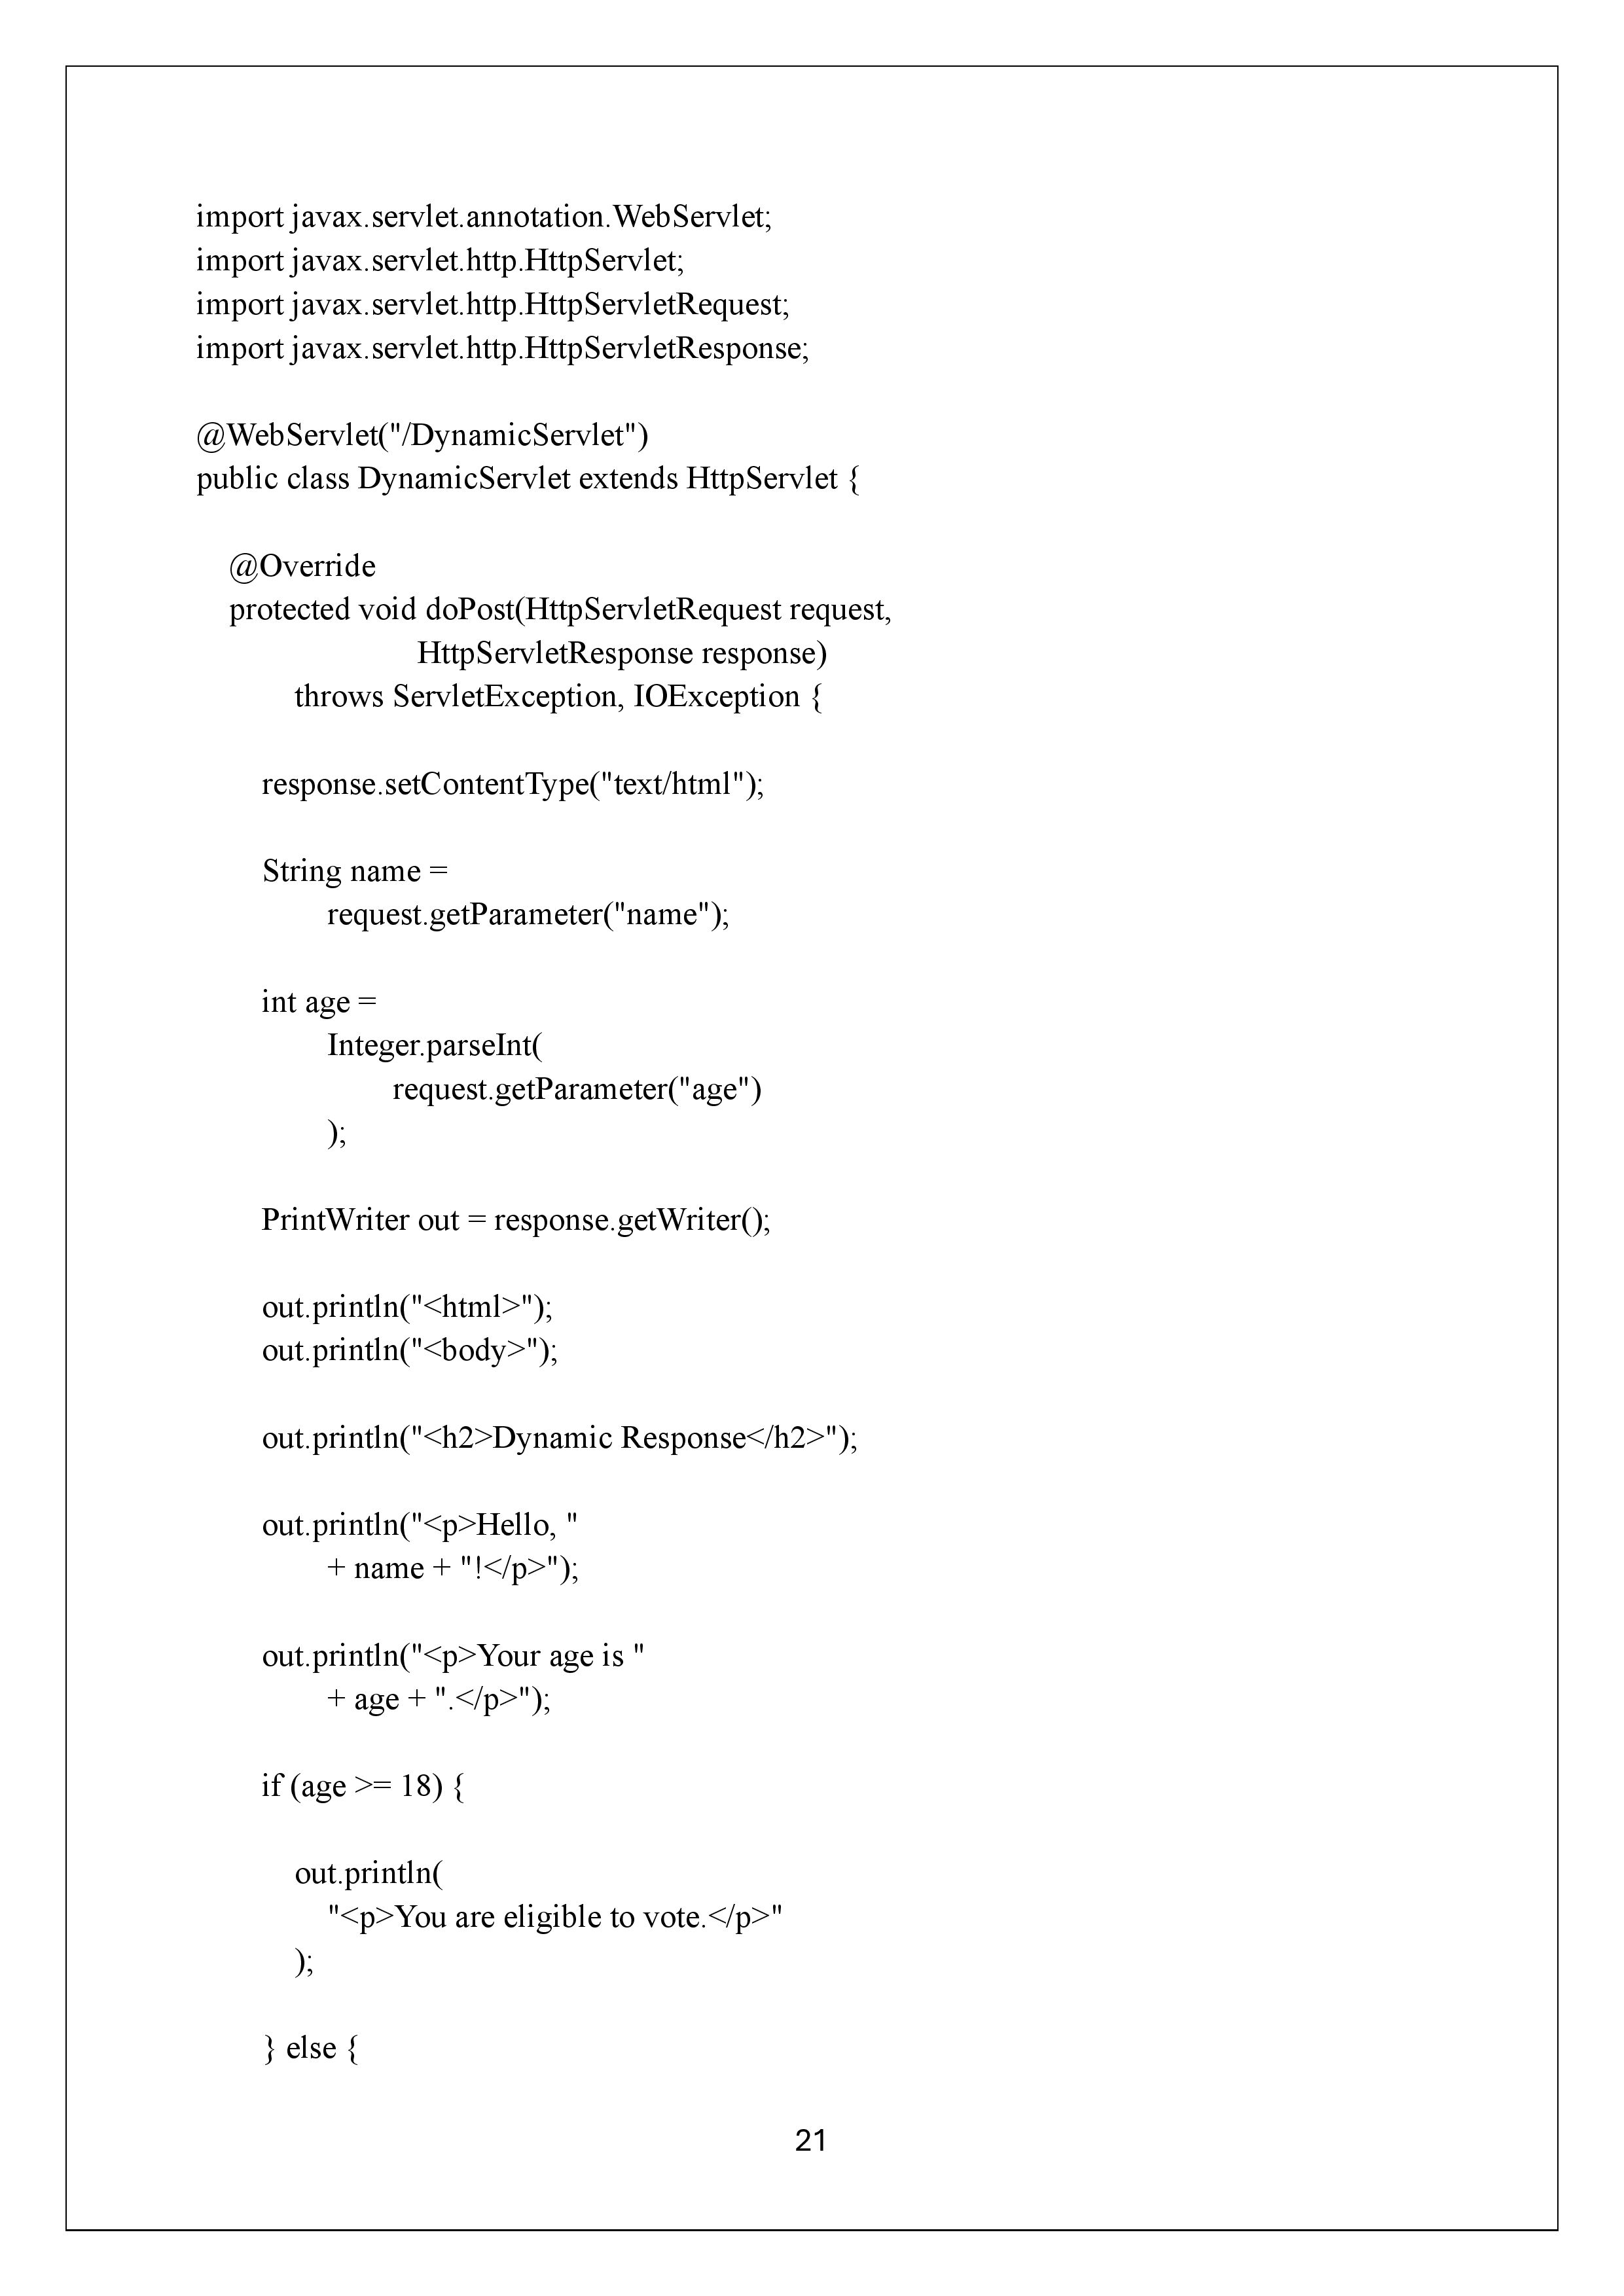 import javax.servlet.annotation.WebServlet;
import javax.servlet.http.HttpServlet;
import javax.servlet.http.HttpServletRequest;
import javax.servlet.http.HttpServletResponse;

@WebServlet("/DynamicServlet")
public class DynamicServlet extends HttpServlet {

    @Override
    protected void doPost(HttpServletRequest request,
                          HttpServletResponse response)
            throws ServletException, IOException {

        response.setContentType("text/html");

        String name =
                request.getParameter("name");

        int age =
                Integer.parseInt(
                        request.getParameter("age")
                );

        PrintWriter out = response.getWriter();

        out.println("<html>");
        out.println("<body>");

        out.println("<h2>Dynamic Response</h2>");

        out.println("<p>Hello, "
                + name + "!</p>");

        out.println("<p>Your age is "
                + age + ".</p>");

        if (age >= 18) {

            out.println(
                "<p>You are eligible to vote.</p>"
            );

        } else {

21